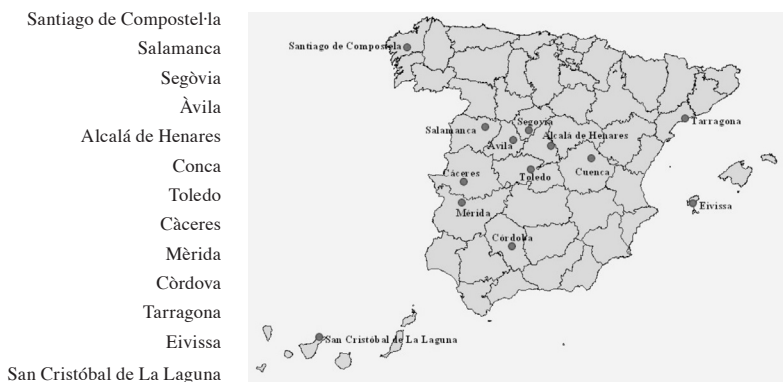 Santiago de Compostel·la
Salamanca
Segòvia
Àvila
Alcalá de Henares
Conca
Toledo
Càceres
Mèrida
Còrdova
Tarragona
Eivissa
San Cristóbal de La Laguna
Santiago de Compostela
Segovia
Salamanca
Tarragona
Alcalá de Henares
Ávila
Cáceres
Toledo
Cuenca
Mérida
Eivissa
Córdoba
San Cristóbal de La Laguna